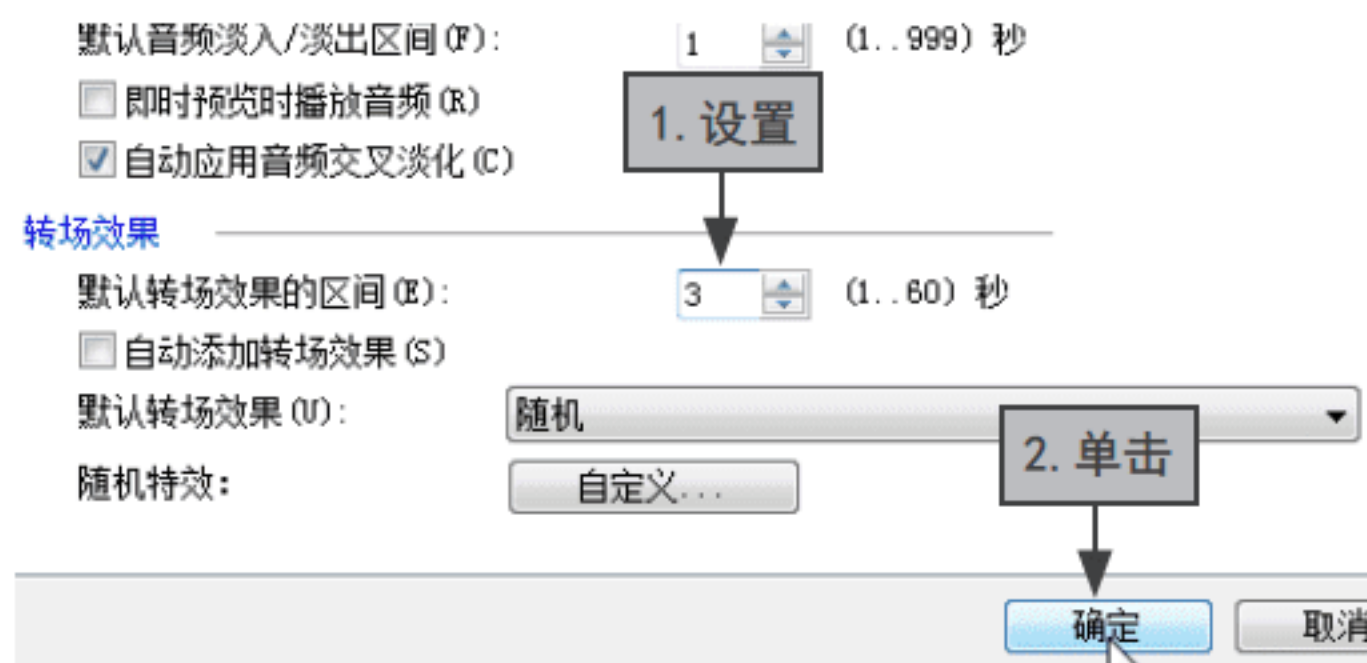 默认音频淡入/淡出区间(F): 1 (1..999) 秒
即时预览时播放音频(R)
1. 设置
自动应用音频交叉淡化(C)
转场效果
默认转场效果的区间(E): 3 (1..60) 秒
自动添加转场效果(S)
默认转场效果(U): 随机
2. 单击
随机特效: 自定义...
确定 取消